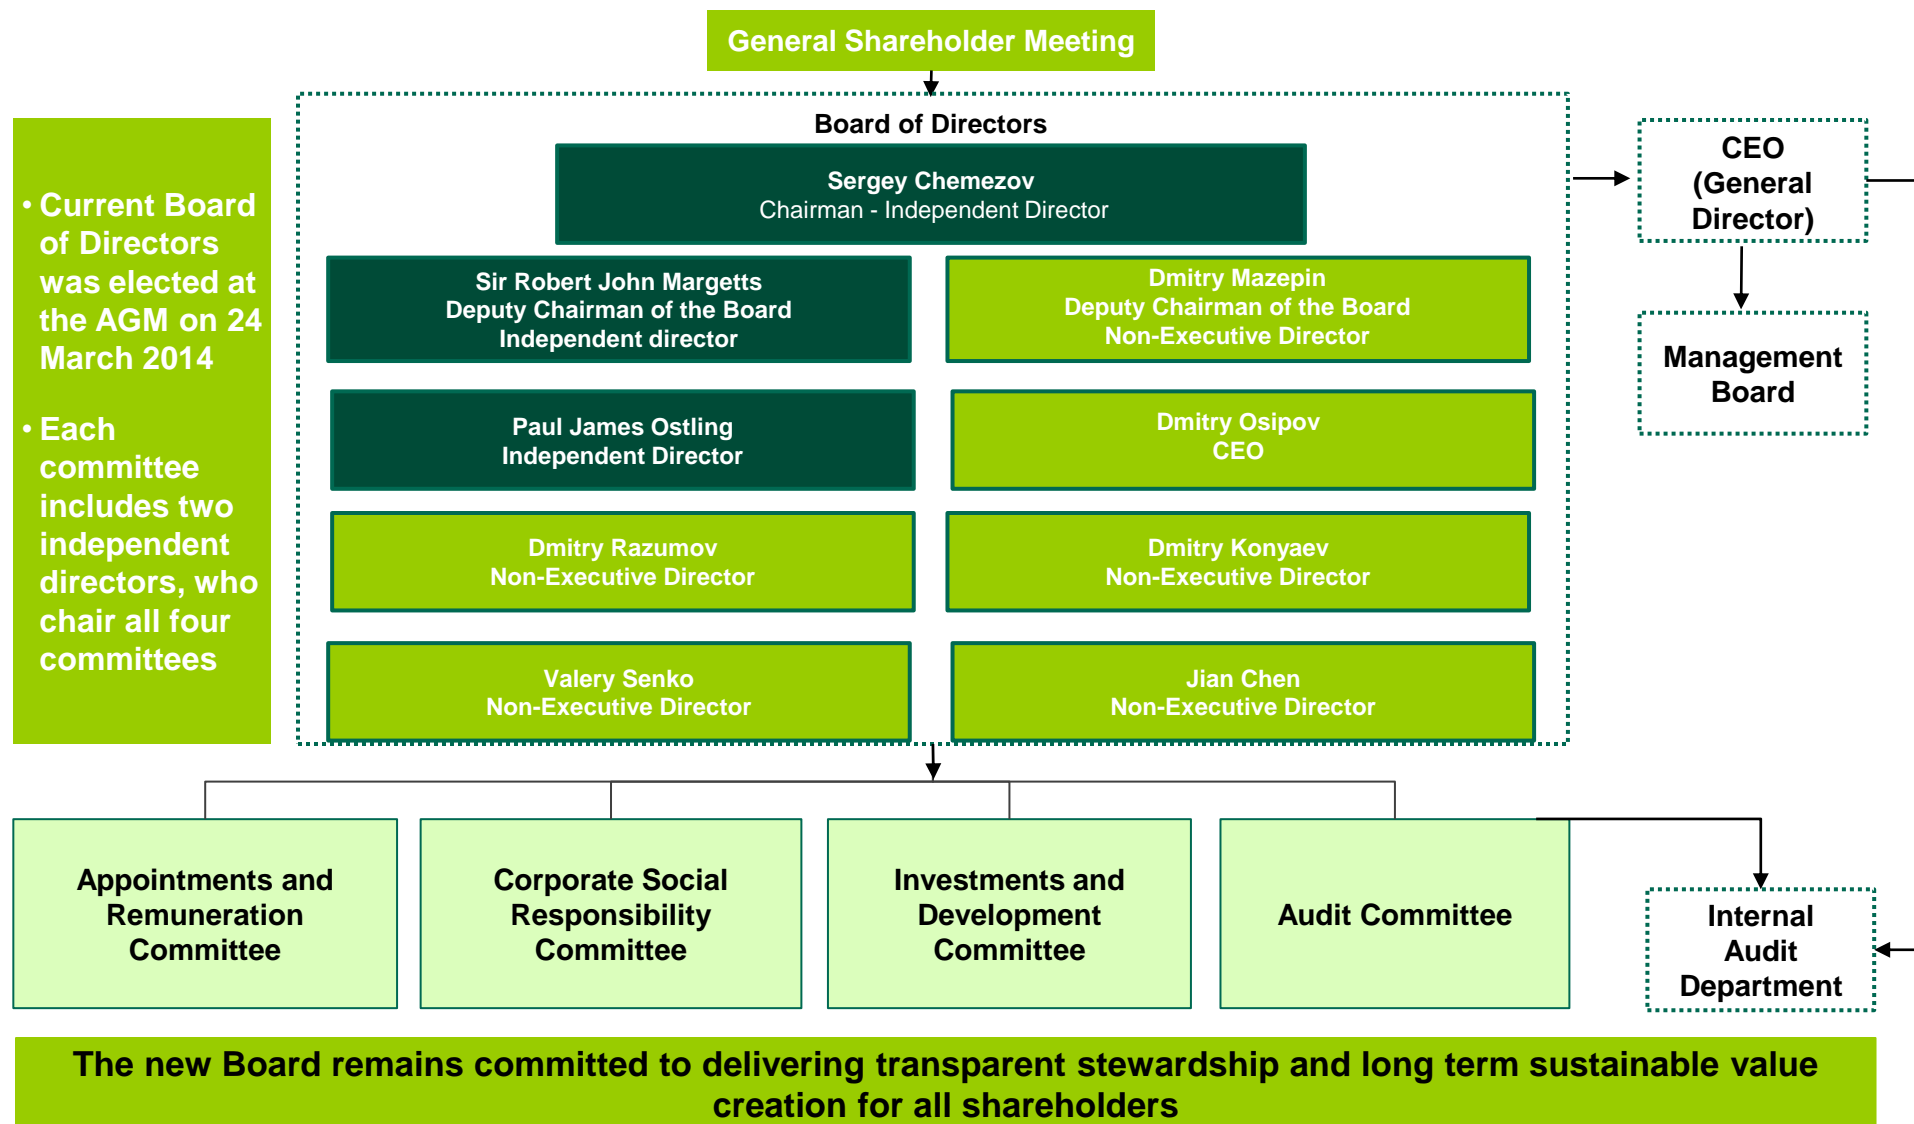 General Shareholder Meeting
• Current Board
of Directors
was elected at
the AGM on 24
March 2014
• Each
committee
includes two
independent
directors, who
chair all four
committees
Board of Directors
Sergey Chemezov
Chairman - Independent Director
Sir Robert John Margetts
Deputy Chairman of the Board
Independent director
Dmitry Mazepin
Deputy Chairman of the Board
Non-Executive Director
Paul James Ostling
Independent Director
Dmitry Osipov
CEO
Dmitry Razumov
Non-Executive Director
Dmitry Konyaev
Non-Executive Director
Valery Senko
Non-Executive Director
Jian Chen
Non-Executive Director
CEO
(General
Director)
Management
Board
Appointments and
Remuneration
Committee
Corporate Social
Responsibility
Committee
Investments and
Development
Committee
Audit Committee
Internal
Audit
Department
The new Board remains committed to delivering transparent stewardship and long term sustainable value
creation for all shareholders